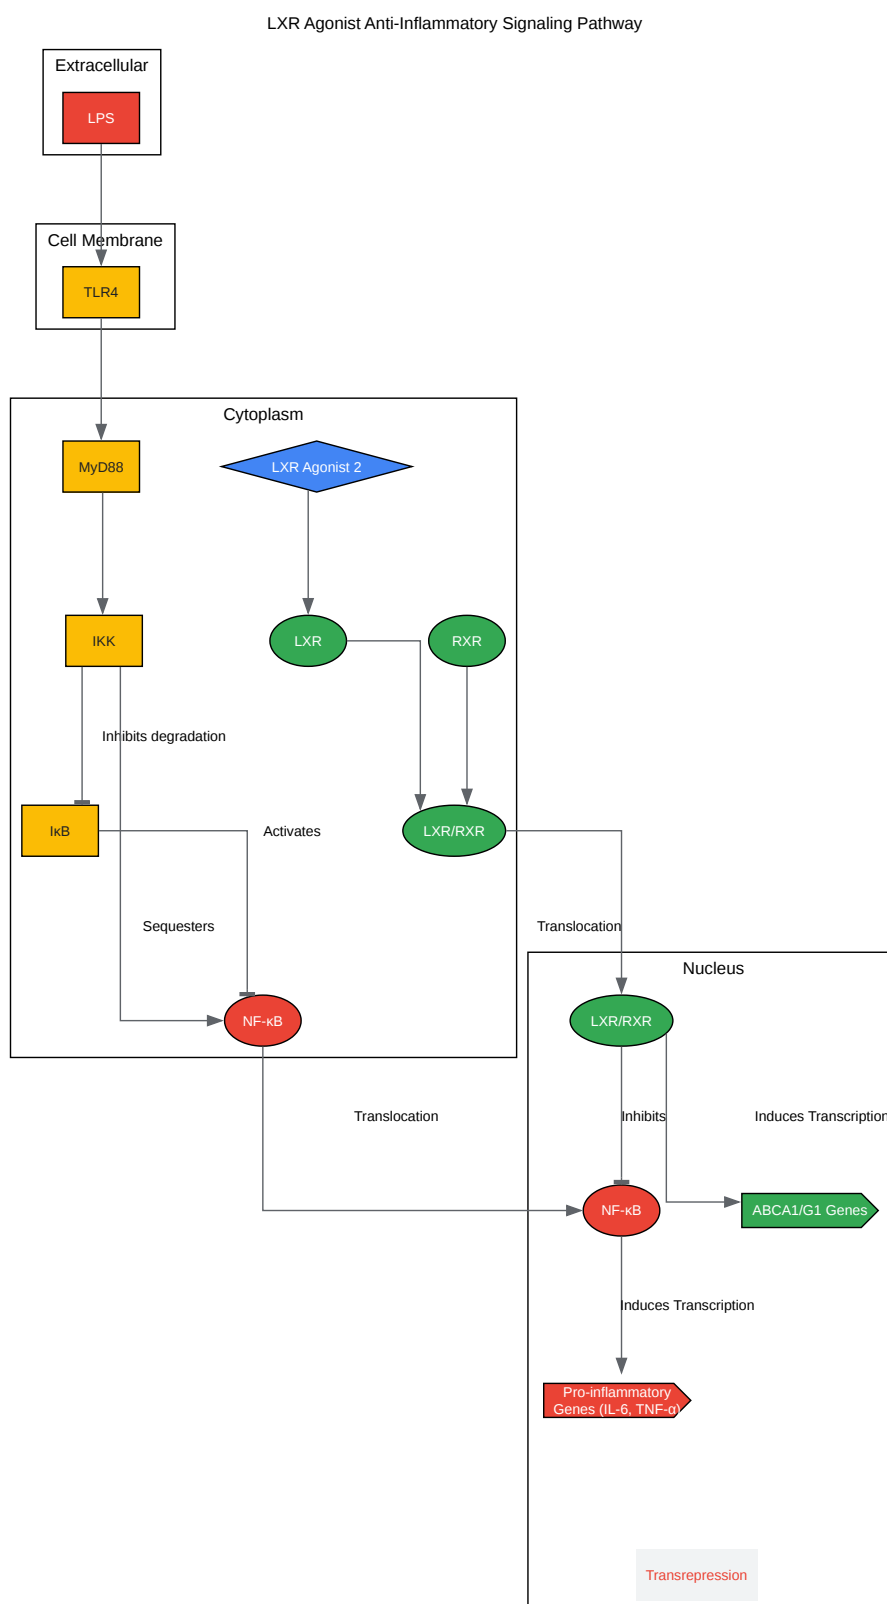 LXR Agonist Anti-Inflammatory Signaling Pathway
Extracellular
LPS
Cell Membrane
TLR4
Cytoplasm
MyD88
LXR Agonist 2
IKK
LXR
RXR
Inhibits degradation
IκB
Activates
LXR/RXR
Sequesters
Translocation
Nucleus
NF-κB
LXR/RXR
Translocation
Inhibits
Induces Transcription
NF-κB
ABCA1/G1 Genes
Induces Transcription
Pro-inflammatory
Genes (IL-6, TNF-α)
Transrepression